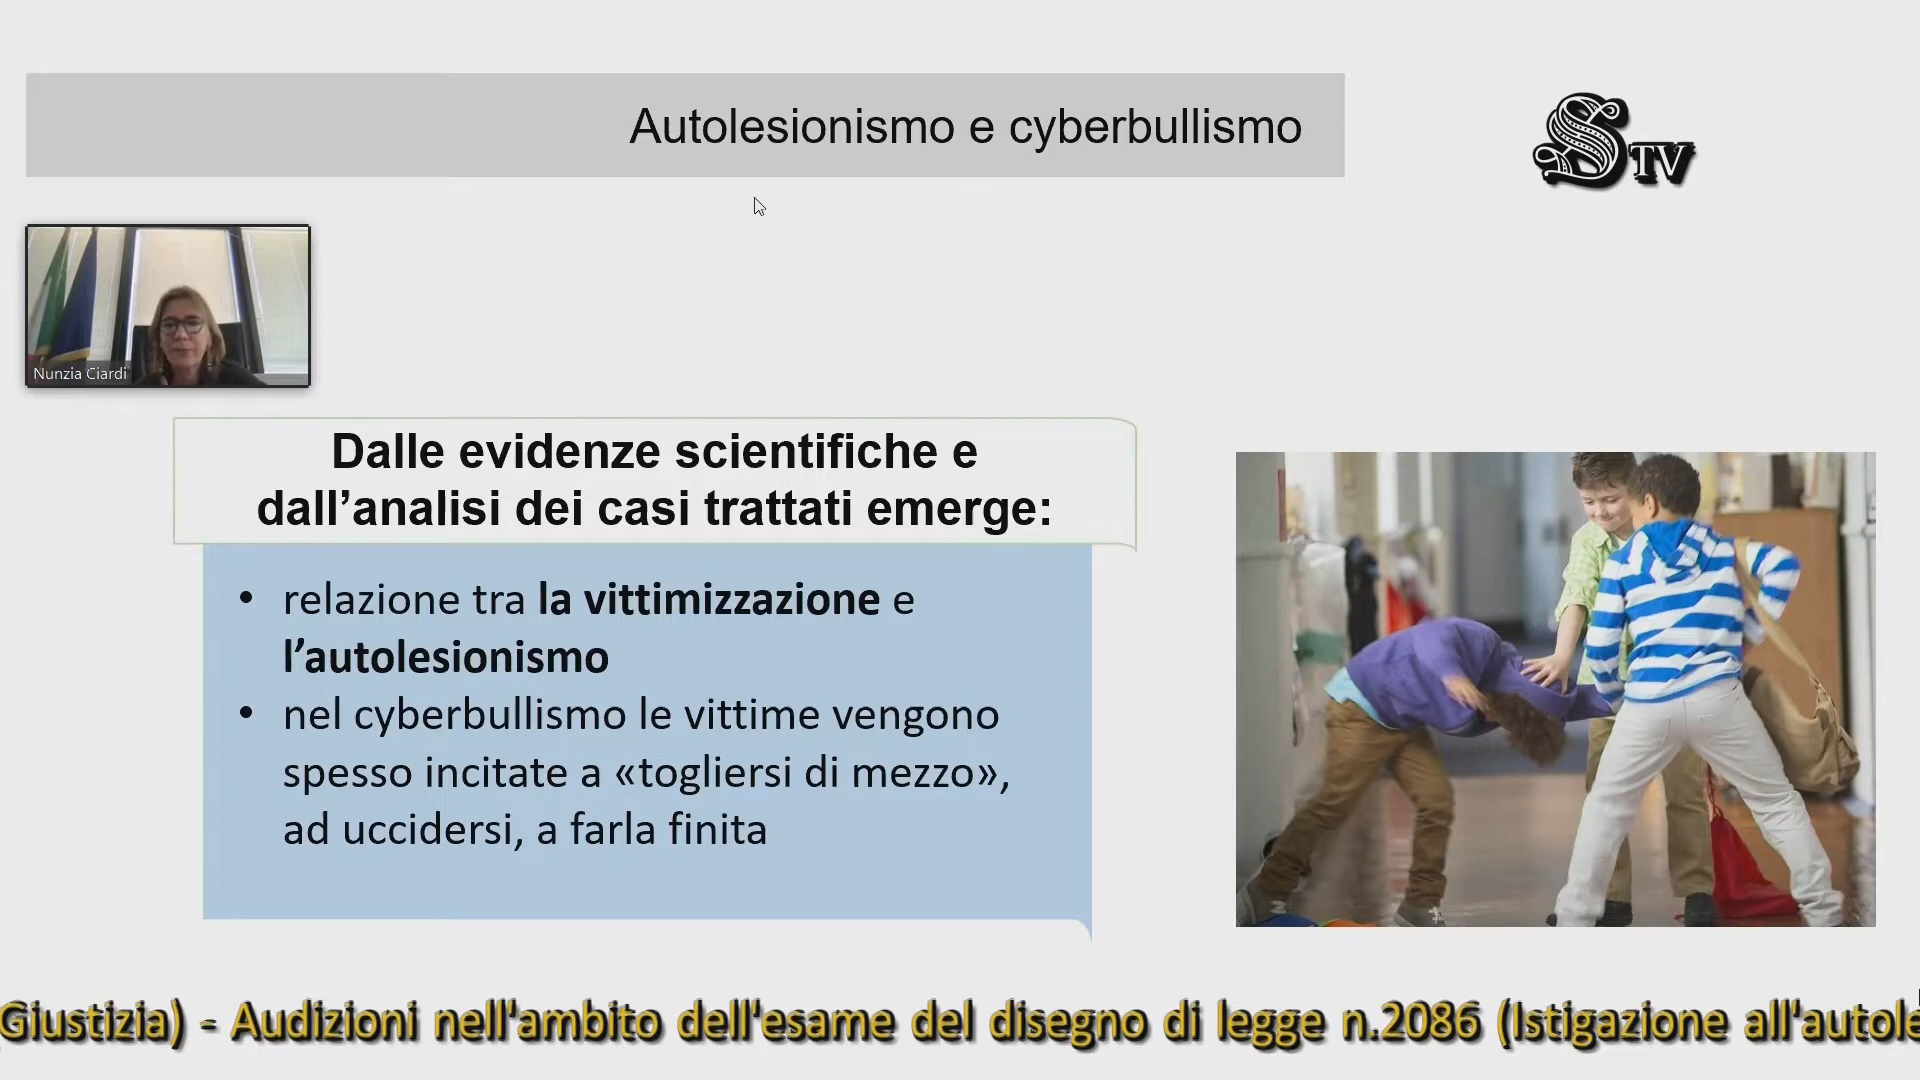 Autolesionismo e cyberbullismo
STV
Nunzia Ciardi
Dalle evidenze scientifiche e
dall’analisi dei casi trattati emerge:
• relazione tra la vittimizzazione e
l’autolesionismo
• nel cyberbullismo le vittime vengono
spesso incitate a «togliersi di mezzo»,
ad uccidersi, a farla finita
Giustizia) - Audizioni nell'ambito dell'esame del disegno di legge n.2086 (Istigazione all'autole